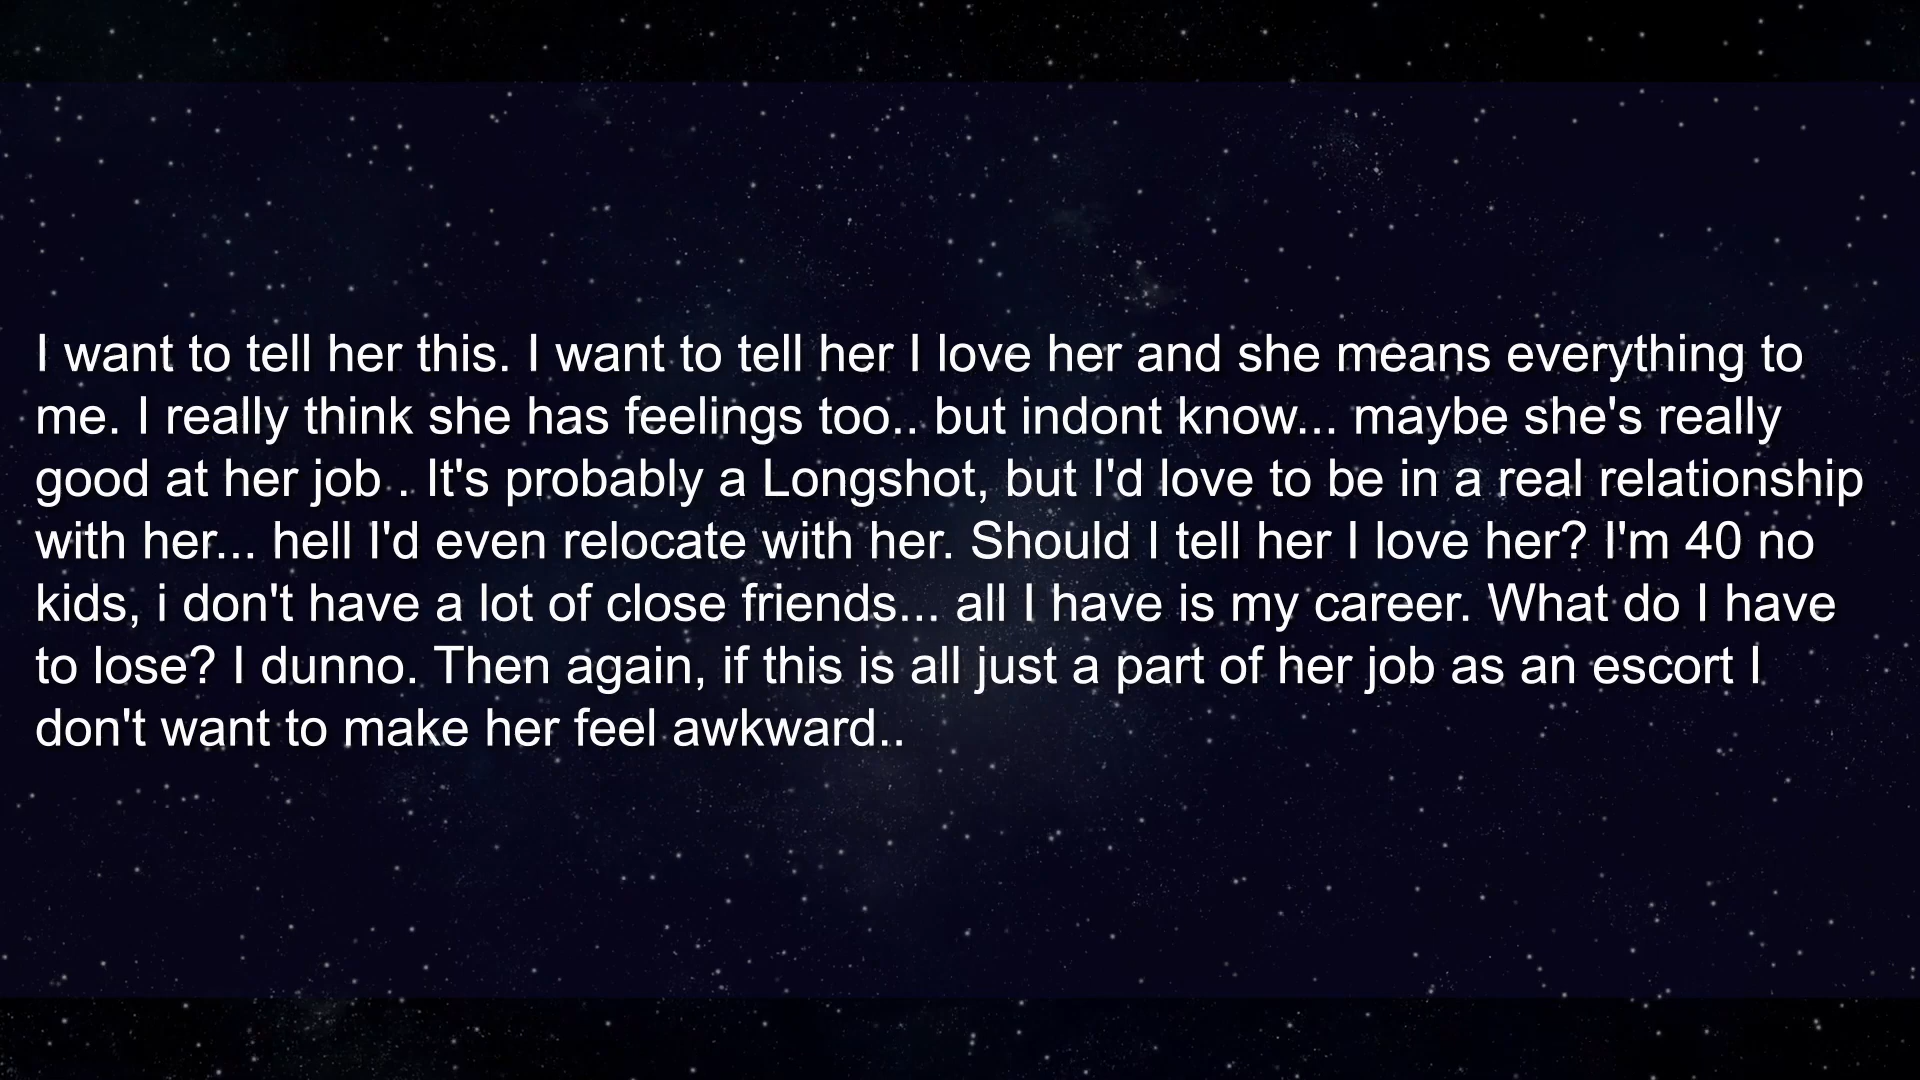 I want to tell her this. I want to tell her I love her and she means everything to
me. I really think she has feelings too.. but indont know... maybe she's really
good at her job . It's probably a Longshot, but I'd love to be in a real relationship
with her... hell I'd even relocate with her. Should I tell her I love her? I'm 40 no
kids, i don't have a lot of close friends... all I have is my career. What do I have
to lose? I dunno. Then again, if this is all just a part of her job as an escort I
don't want to make her feel awkward..